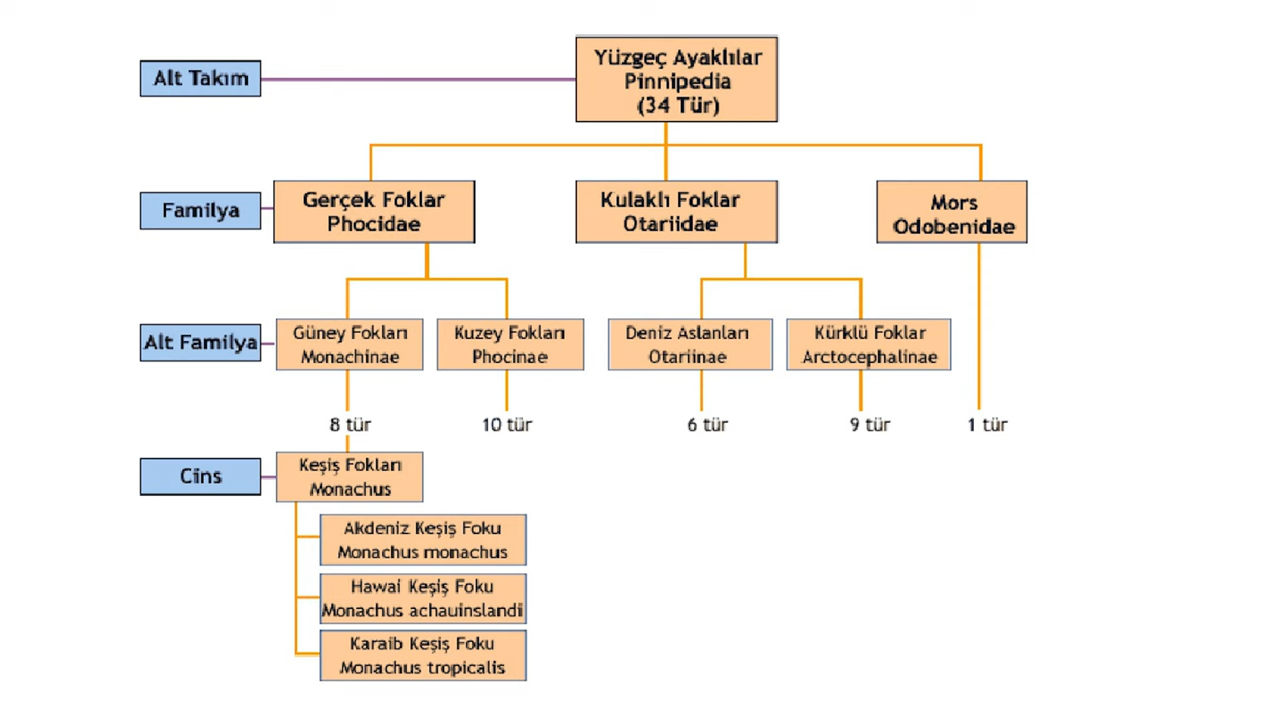 Yüzgeç Ayaklılar
Pinnipedia
(34 Tür)
Alt Takım
Familya
Gerçek Foklar
Phocidae
Kulaklı Foklar
Otariidae
Mors
Odobenidae
Alt Familya
Güney Fokları
Monachinae
Kuzey Fokları
Phocinae
Deniz Aslanları
Otariinae
Kürklü Foklar
Arctocephalinae
8 tür
10 tür
6 tür
9 tür
1 tür
Cins
Keşiş Fokları
Monachus
Akdeniz Keşiş Foku
Monachus monachus
Hawai Keşiş Foku
Monachus achauinslandi
Karaib Keşiş Foku
Monachus tropicalis